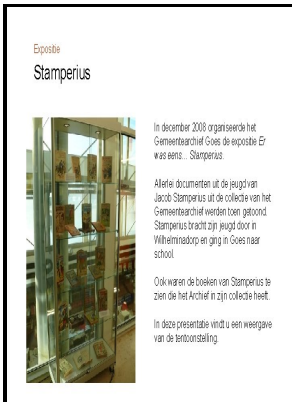 Expositie
Stamperius
In december 2008 organiseerde het
Gemeentearchief Goes de expositie Er
was eens... Stamperius.
Allerlei documenten uit de jeugd van
Jacob Stamperius uit de collectie van het
Gemeentearchief werden toen getoond.
Stamperius bracht zijn jeugd door in
Wilhelminadorp en ging in Goes naar
school.
Ook waren de boeken van Stamperius te
zien die het Archief in zijn collectie heeft.
In deze presentatie vindt u een weergave
van de tentoonstelling.